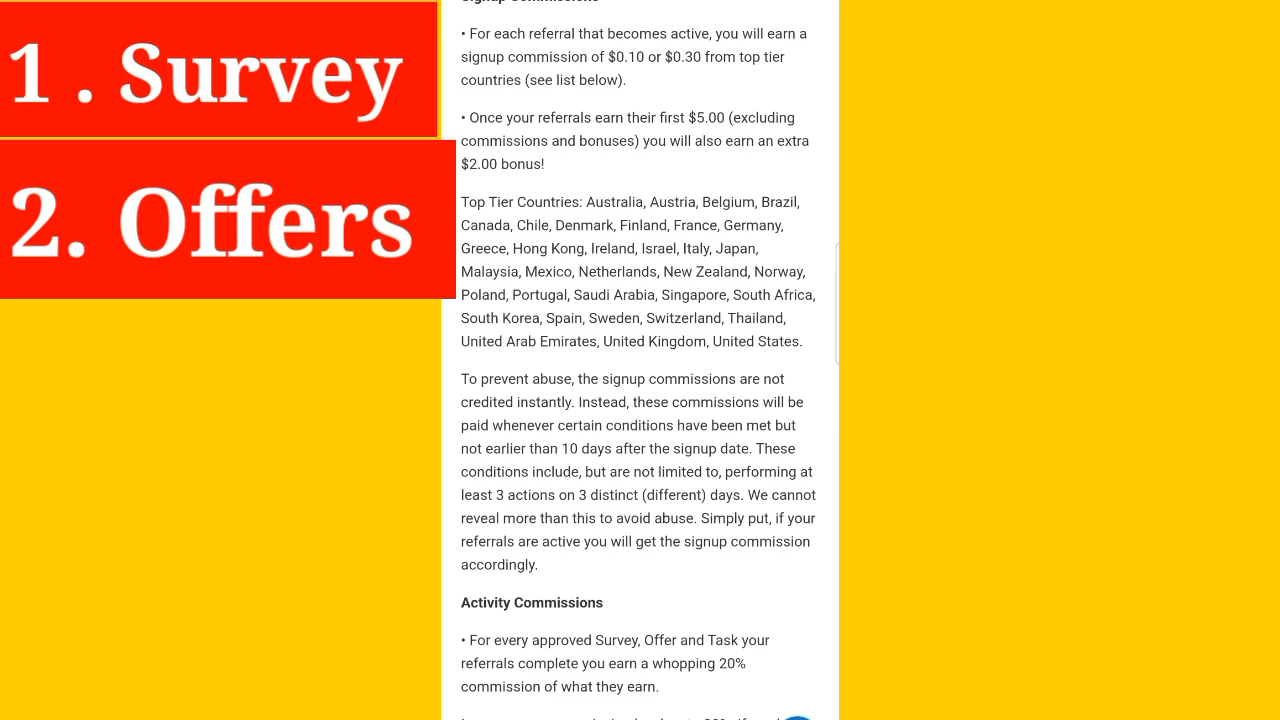 1 . Survey
2. Offers
Signup Commissions
• For each referral that becomes active, you will earn a
signup commission of $0.10 or $0.30 from top tier
countries (see list below).
• Once your referrals earn their first $5.00 (excluding
commissions and bonuses) you will also earn an extra
$2.00 bonus!
Top Tier Countries: Australia, Austria, Belgium, Brazil,
Canada, Chile, Denmark, Finland, France, Germany,
Greece, Hong Kong, Ireland, Israel, Italy, Japan,
Malaysia, Mexico, Netherlands, New Zealand, Norway,
Poland, Portugal, Saudi Arabia, Singapore, South Africa,
South Korea, Spain, Sweden, Switzerland, Thailand,
United Arab Emirates, United Kingdom, United States.
To prevent abuse, the signup commissions are not
credited instantly. Instead, these commissions will be
paid whenever certain conditions have been met but
not earlier than 10 days after the signup date. These
conditions include, but are not limited to, performing at
least 3 actions on 3 distinct (different) days. We cannot
reveal more than this to avoid abuse. Simply put, if your
referrals are active you will get the signup commission
accordingly.
Activity Commissions
• For every approved Survey, Offer and Task your
referrals complete you earn a whopping 20%
commission of what they earn.